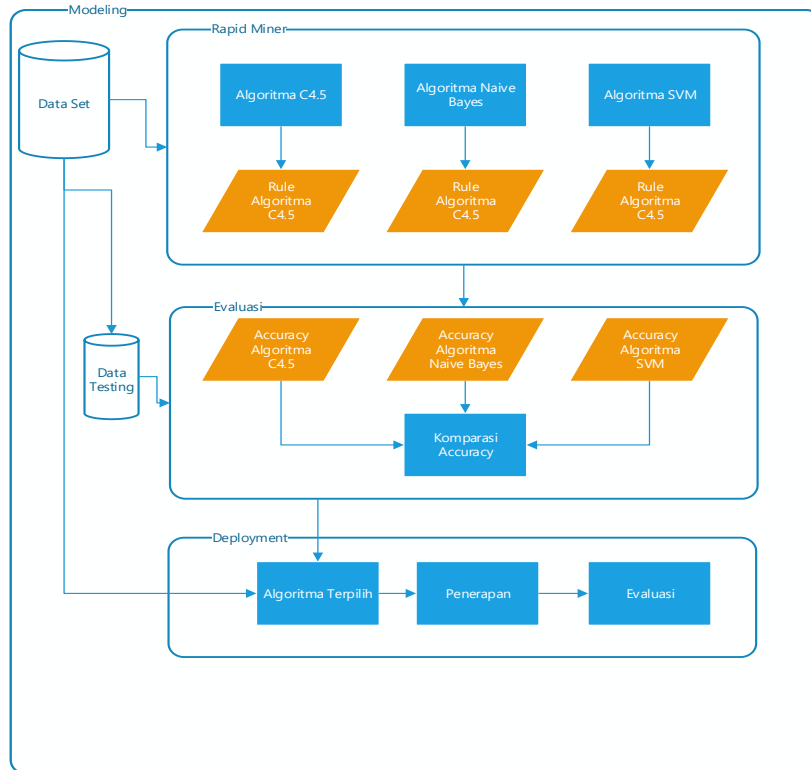 Modeling
Rapid Miner
Data Set
Algoritma C4.5
Algoritma Naive
Bayes
Algoritma SVM
Rule
Algoritma
C4.5
Rule
Algoritma
C4.5
Rule
Algoritma
C4.5
Evaluasi
Data
Testing
Accuracy
Algoritma
C4.5
Accuracy
Algoritma
Naive Bayes
Accuracy
Algoritma
SVM
Komparasi
Accuracy
Deployment
Algoritma Terpilih
Penerapan
Evaluasi